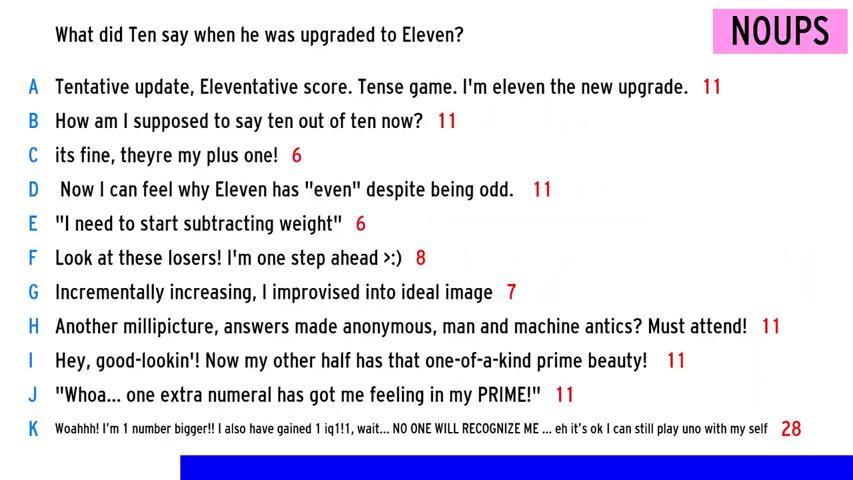 What did Ten say when he was upgraded to Eleven?
NOUPS
A Tentative update, Eleventative score. Tense game. I'm eleven the new upgrade. 11
B How am I supposed to say ten out of ten now? 11
C its fine, theyre my plus one! 6
D Now I can feel why Eleven has "even" despite being odd. 11
E "I need to start subtracting weight" 6
F Look at these losers! I'm one step ahead >:) 8
G Incrementally increasing, I improvised into ideal image 7
H Another millipicture, answers made anonymous, man and machine antics? Must attend! 11
I Hey, good-lookin'! Now my other half has that one-of-a-kind prime beauty! 11
J "Whoa... one extra numeral has got me feeling in my PRIME!" 11
K Woahhh! I'm 1 number bigger!! I also have gained 1 iq1!1, wait... NO ONE WILL RECOGNIZE ME ... eh it's ok I can still play uno with my self 28